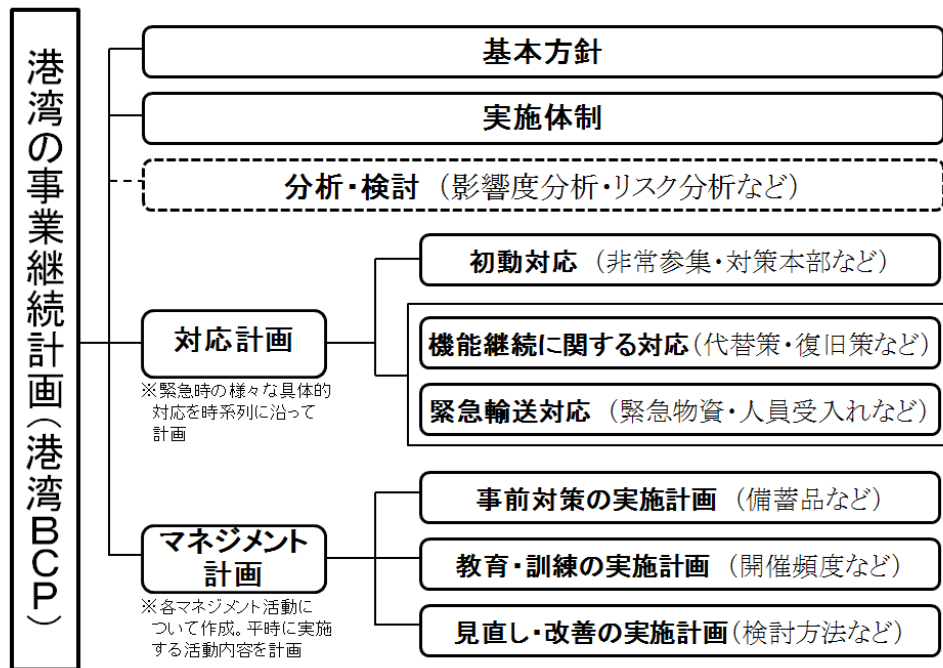 港湾の事業継続計画(港湾BCP)
基本方針
実施体制
分析・検討 (影響度分析・リスク分析など)
対応計画
※緊急時の様々な具体的
対応を時系列に沿って
計画
初動対応 (非常参集・対策本部など)
機能継続に関する対応(代替策・復旧策など)
緊急輸送対応 (緊急物資・人員受入れなど)
マネジメント
計画
※各マネジメント活動に
ついて作成。平時に実施
する活動内容を計画
事前対策の実施計画 (備蓄品など)
教育・訓練の実施計画 (開催頻度など)
見直し・改善の実施計画(検討方法など)